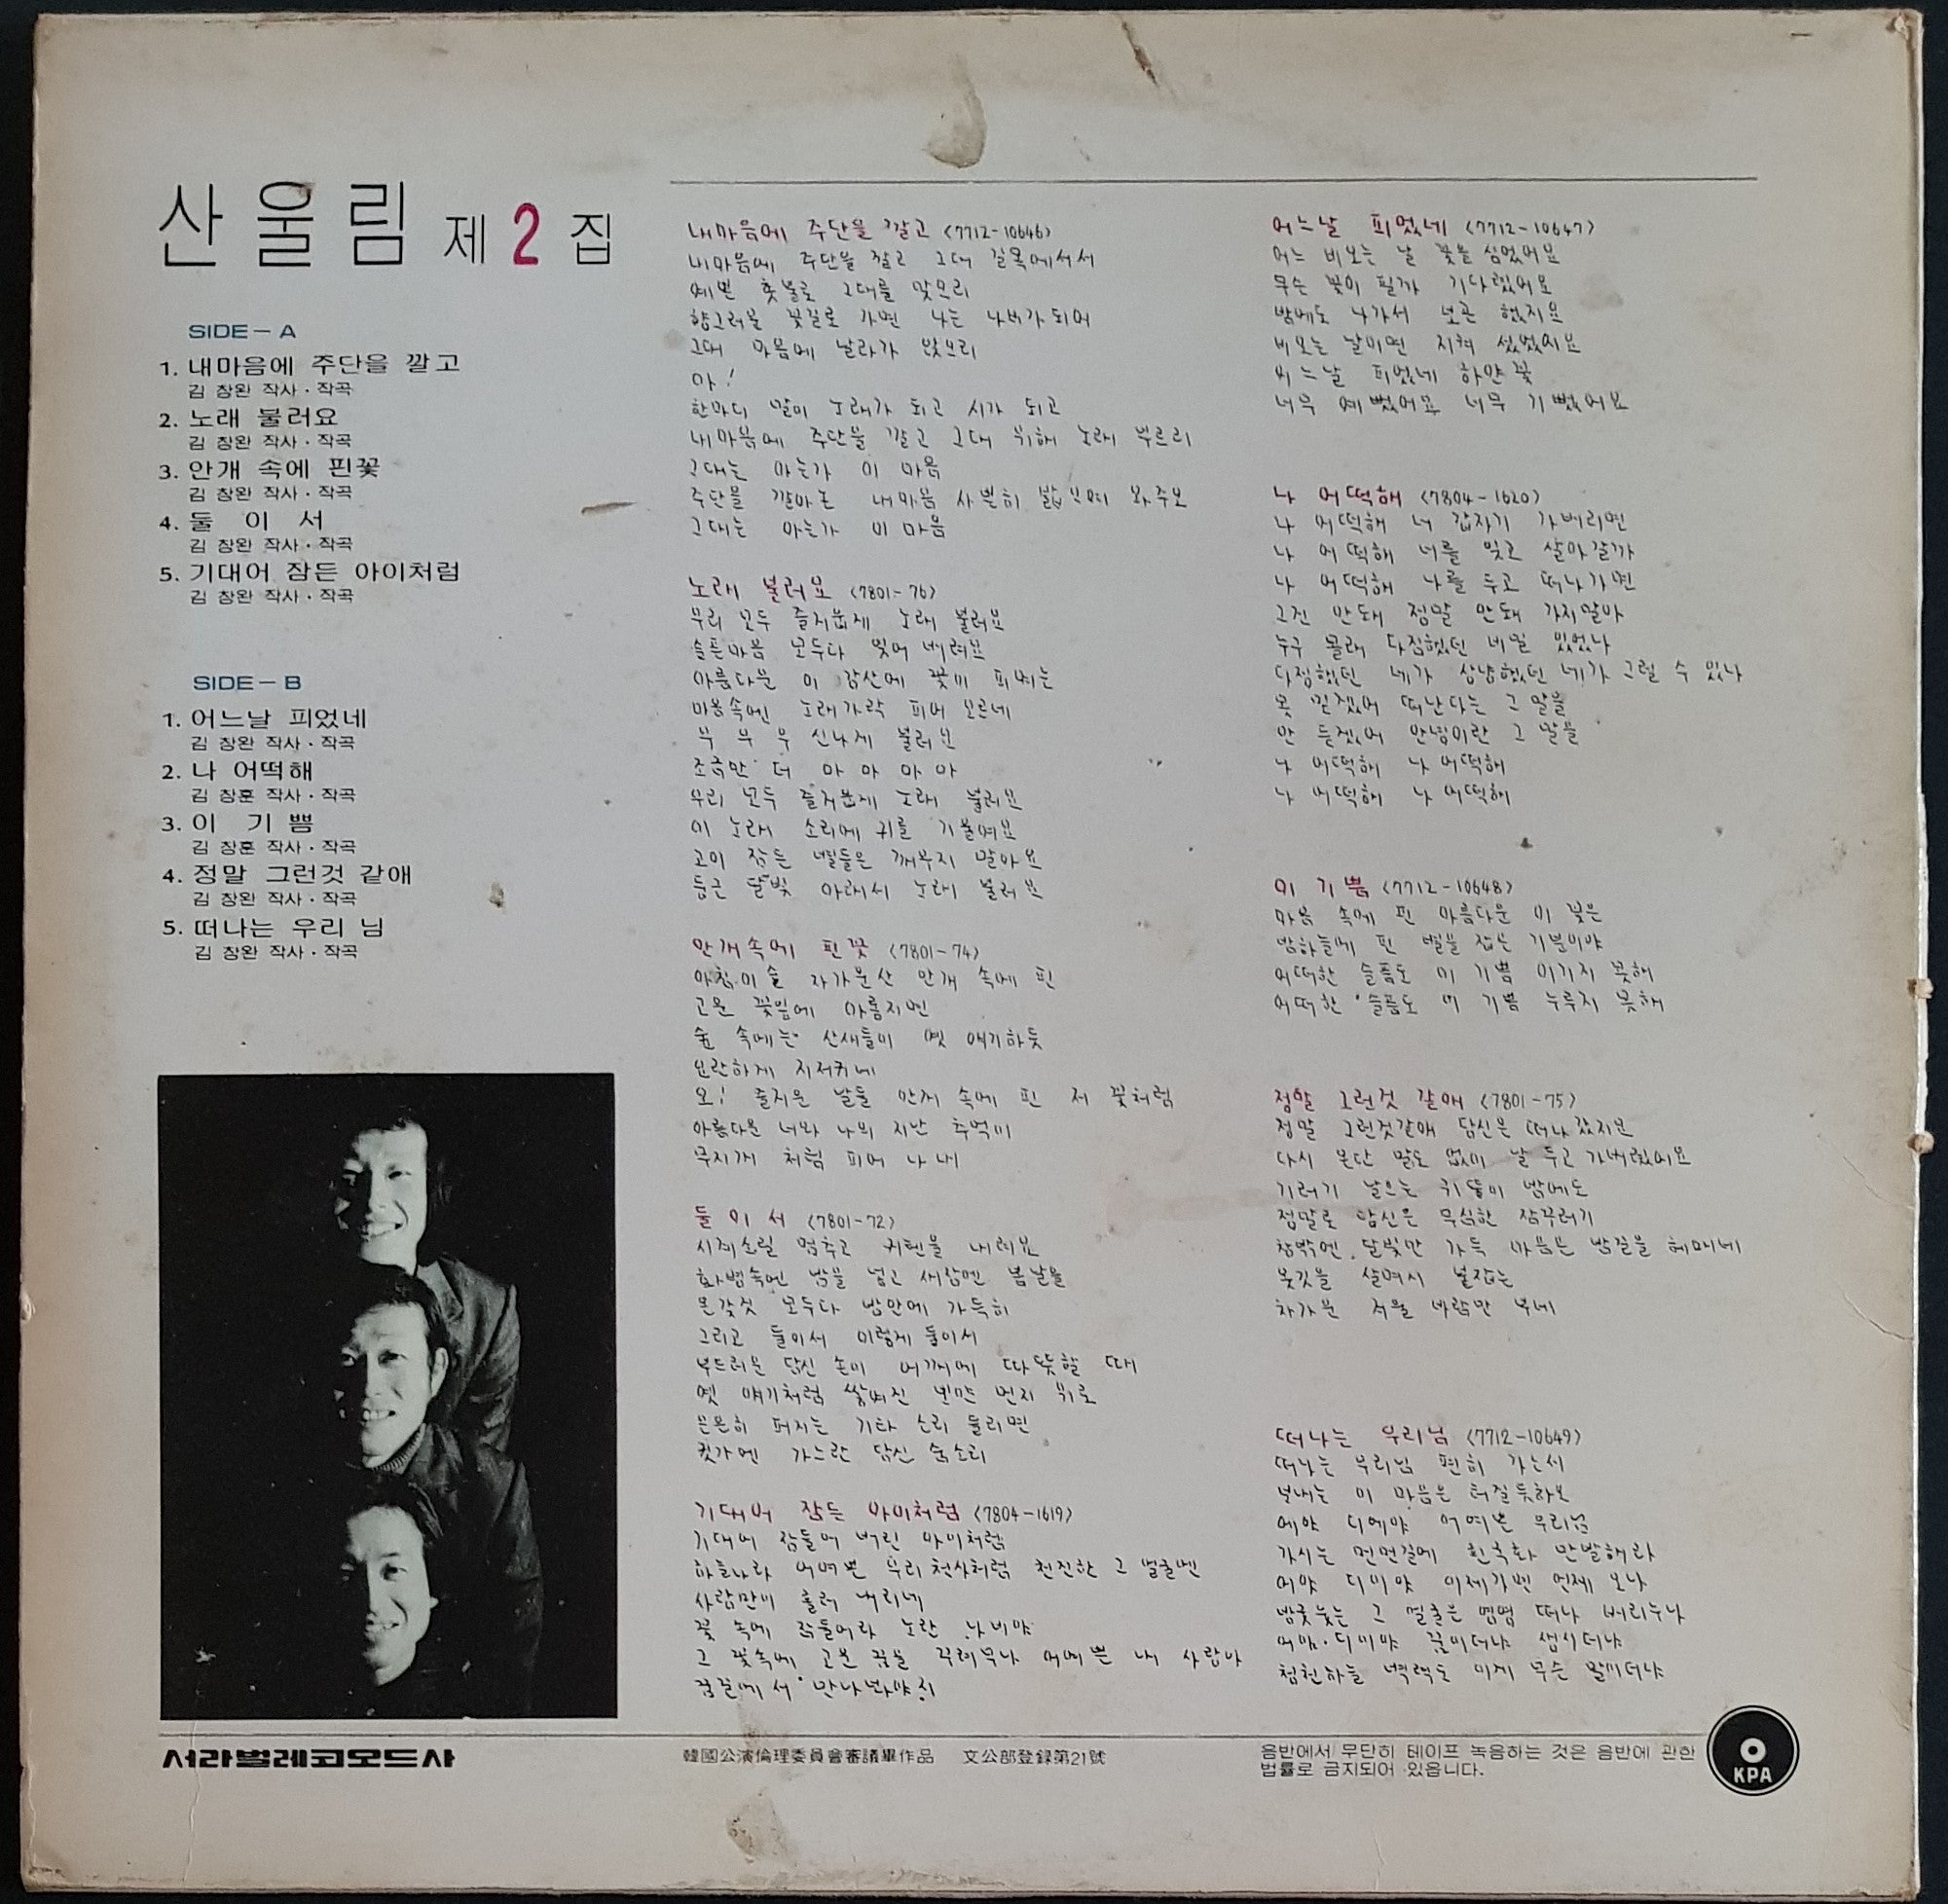 산울림 제2집
SIDE－A
1. 내마음에 주단을 깔고
김 창완 작사·작곡
2. 노래 불러요
김 창완 작사·작곡
3. 안개 속에 핀꽃
김 창완 작사·작곡
4. 둘 이 서
김 창완 작사·작곡
5. 기대어 잠든 아이처럼
김 창완 작사·작곡
SIDE－B
1. 어느날 피었네
김 창완 작사·작곡
2. 나 어떡해
김 창훈 작사·작곡
3. 이 기 쁨
김 창훈 작사·작곡
4. 정말 그런것 같애
김 창완 작사·작곡
5. 떠나는 우리 님
김 창완 작사·작곡
내마음에 주단을 깔고 <7712-10646>
내마음에 주단을 깔고 그대 길목에서서
예쁜 촛불로 그대를 맞으리
향그러운 꽃길로 가면 나는 나비가되어
그대 마음에 날라가 앉으리
아!
한마디 말이 노래가 되고 시가 되고
내마음에 주단을 깔고 그대 위해 노래 부르리
그대는 아는가 이 마음
주단을 깔아논 내마음 사뿐히 밟으며 와주오
그대는 아는가 이 마음
노래 불러요 <7801-76>
우리 모두 즐거웁게 노래 불러요
슬픈마음 모두다 잊어 버려요
아름다운 이 강산에 꽃이 피며는
마음속엔 노래가락 피어 오르네
우 우 우 신나게 불러요
조금만 더 아 아 아 아
우리 모두 즐거웁게 노래 불러요
이 노래 소리에 귀를 기울여요
고이 잠든 별들은 깨우지 말아요
둥근 달빛 아래서 노래 불러요
안개속에 핀꽃 <7801-74>
아침이슬 자가운산 안개 속에 핀
고운 꽃잎에 아롱지면
숲 속에는 산새들이 옛 얘기하듯
요란하게 지저귀네
오! 즐거운 날들 안개 속에 핀 저 꽃처럼
아름다운 너와 나의 지난 추억이
무지개 처럼 피어 나네
둘이서 <7801-72>
시계소릴 멈추고 커텐을 내려요
화병속엔 밤을 넣고 새장엔 봄날을
온갖것 모두다 방안에 가득히
그리고 둘이서 이렇게 둘이서
부드러운 당신 손이 어깨에 따뜻할 때
옛 얘기처럼 쌓여진 뽀얀 먼지 위로
은은히 퍼지는 기타 소리 들리면
귓가엔 가느란 당신 숨소리
기대어 잠든 아이처럼 <7804-1619>
기대어 잠들어 버린 아이처럼
하늘나라 어여쁜 우리천사처럼 천진한 그 얼굴엔
사랑만이 흘러 내리네
꽃 속에 잠들어라 노란 나비야
그 꽃속에 고운 꿈을 꾸려무나 어여쁜 내 사랑아
꿈길에서 만나봐야지
어느날 피었네 <7712-10647>
어느 비오는 날 꽃을 심었어요
무슨 꽃이 필까 기다렸어요
밤에도 나가서 보곤 했지요
비오는 날이면 지켜 섰었지요
어느날 피었네 하얀꽃
너무 예뻤어요 너무 기뻤어요
나 어떡해 <7804-1620>
나 어떡해 너 갑자기 가버리면
나 어떡해 너를 잊고 살아갈까
나 어떡해 나를 두고 떠나가면
그건 안돼 정말 안돼 가지말아
누구 몰래 다짐했던 비밀 있었나
다정했던 네가 상냥했던 네가 그럴 수 있나
못 믿겠어 떠난다는 그 말을
안 듣겠어 안녕이란 그 말을
나 어떡해 나 어떡해
나 어떡해 나 어떡해
이 기쁨 <7712-10648>
마음 속에 핀 아름다운 이 꽃은
밤하늘에 핀 별을 잡는 기분이야
어떠한 슬픔도 이 기쁨 이기지 못해
어떠한 슬픔도 이 기쁨 누루지 못해
정말 그런것 같애 <7801-75>
정말 그런것같애 당신은 떠나갔지만
다시 온단 말도 없이 날 두고 가버렸어요
기러기 날으는 귀뚤이 밤에도
정말로 당신은 무심한 잠꾸러기
창밖엔 달빛만 가득 마음는 밤길을 헤매네
옷깃을 살며시 붙잡는
차가운 겨울 바람만 부네
떠나는 우리님 <7712-10649>
떠나는 우리님 편히 가소서
보내는 이 마음은 터질듯하오
에야 디에야 어여쁜 우리님
가시는 먼먼길에 흰국화 만발해라
어야 디이야 이제가면 언제 오나
방긋웃는 그 얼굴은 영영 떠나 버리누나
어야·디이야 꿈이더냐 생시더냐
청천하늘 벽력도 이게 무슨 말이더냐
서라벌레코오드사
韓國公演倫理委員會審議畢作品 文公部登録第21號
음반에서 무단히 테이프 녹음하는 것은 음반에 관한
법률로 금지되어 있읍니다.
KPA